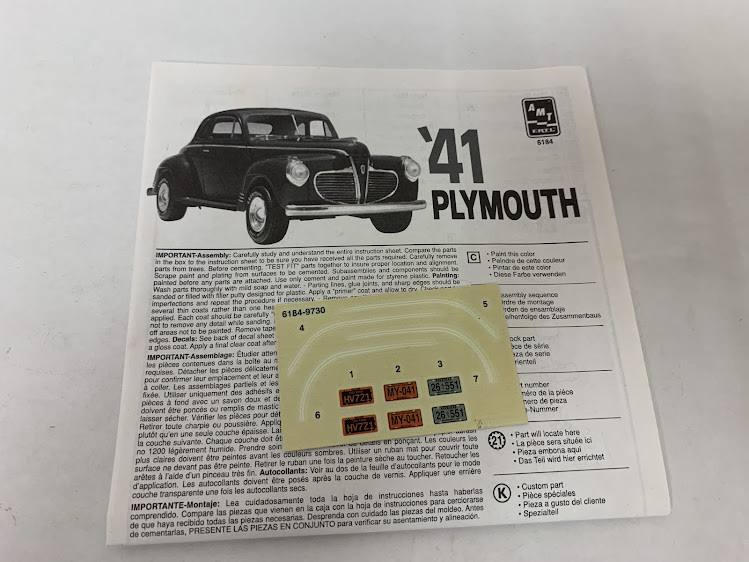 AMT
ERTL
6184
'41
PLYMOUTH
IMPORTANT-Assembly: Carefully study and understand the entire instruction sheet. Compare the parts
in the box to the instruction sheet to be sure you have received all the parts required. Carefully remove
parts from trees. Before cementing, "TEST FIT" parts together to insure proper location and alignment.
Scrape paint and plating from surfaces to be cemented. Subassemblies and components should be
painted before any parts are attached. Use only cement and paint made for styrene plastic. Painting:
Wash parts thoroughly with mild soap and water. - Parting lines, glue joints, and sharp edges should be
sanded or filled with filler putty designed for plastic. Apply a "primer" coat and allow to dry.
imperfections and repeat the procedure if necessary.
several thin coats rather than one
applied. Each coat should be carefully
not to remove any detail while sanding.
off areas not to be painted. Remove
ed. Decals: See back of decal sheet
a gloss coat. Apply a final clear coat after
IMPORTANT-Assemblage: Étudier
les pièces contenues dans la boîte au
requises. Détacher les pièces
pour confirmer leur emplacement et leur
à coller. Les assemblages partiels et les
fixée. Utiliser uniquement des adhésifs
pièces à fond avec un savon doux et
doivent être poncés ou remplis de mastic
laisser sécher. Vérifier les pièces pour
Retirer toute charpie ou poussière.
plutôt qu'en une seule couche épaisse.
la couche suivante. Chaque couche doit
no 1200 légèrement humide. Prendre soin de détails en ponçant. Les couleurs les
plus claires doivent être peintes avant les couleurs sombres. Utiliser un ruban mat pour couvrir toute
surface ne devant pas être peinte. Retirer le ruban une fois la peinture sèche au toucher. Retoucher les
arêtes à l'aide d'un pinceau très fin. Autocollants: Voir au dos de la feuille d'autocollants pour le mode
d'application. Les autocollants doivent être posés après la couche de vernis. Appliquer une dernière
couche transparente une fois les autocollants secs.
IMPORTANTE-Montaje: Lea cuidadosamente toda la hoja de instrucciones hasta haberlas
comprendido. Compare las piezas que vienen en la caja con la hoja de instrucciones para cerciorarse
de que haya recibido todas las piezas necesarias. Desprenda con cuidado las piezas del moldeo. Antes
de cementarlas, PRESENTE LAS PIEZAS EN CONJUNTO para verificar su asentamiento y alineación.
C
• Paint this color
• Peindre de cette couleur
• Pintar de este color
• Diese Farbe verwenden
ssembly sequence
rdre de montage
rden de ensamblaje
eihenfolge des Zusammenbaus
ock part
ce de série
eza de serie
rienteil
art number
méro de la pièce
mero de pieza
-Nummer
21
• Part will locate here
• La pièce sera située ici
• Pieza embona aquí
• Das Teil wird hier errichtet
K
• Custom part
• Pièce spéciales
• Pieza a gusto del cliente
• Spezialteil
6184-9730
4
5
1
2
3
6
7
HV7Z1
MY-041
26-551
HV7Z1
MY-041
26-551